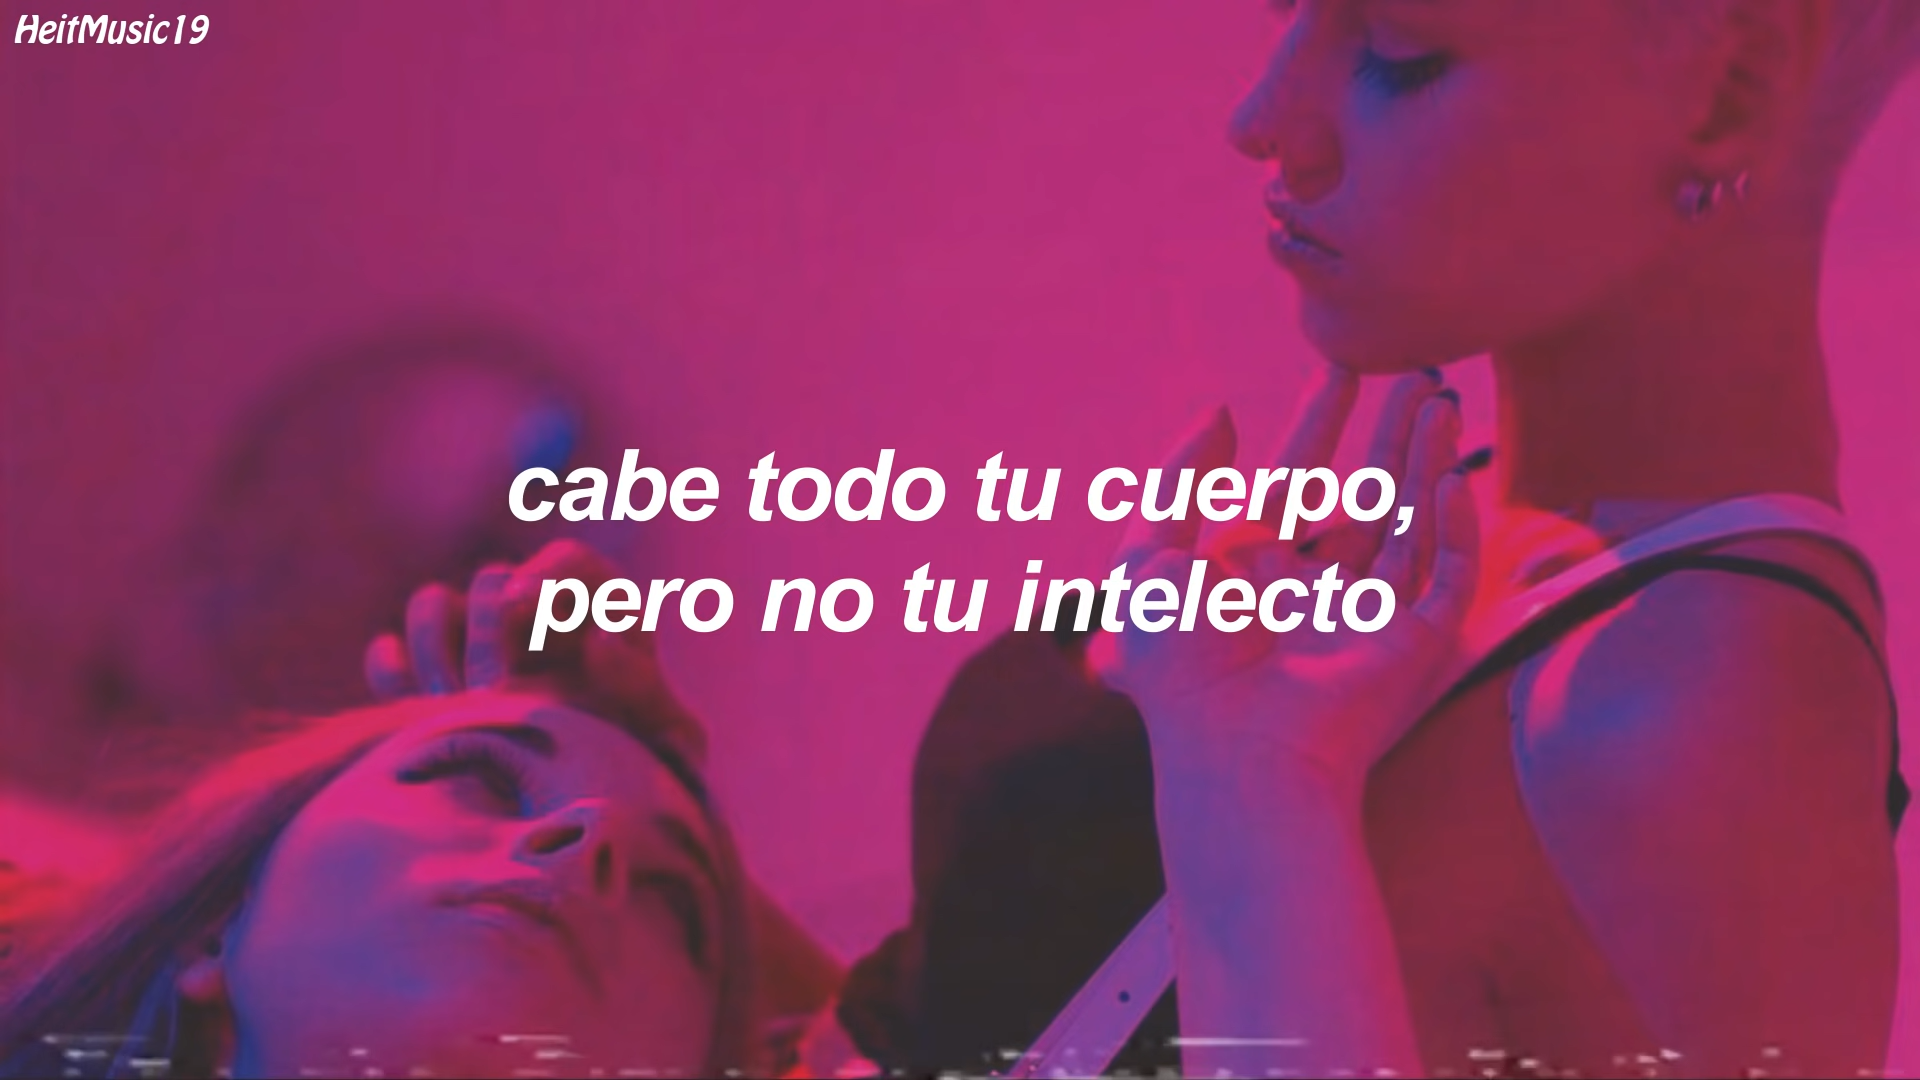 HeitMusic19
cabe todo tu cuerpo,
pero no tu intelecto